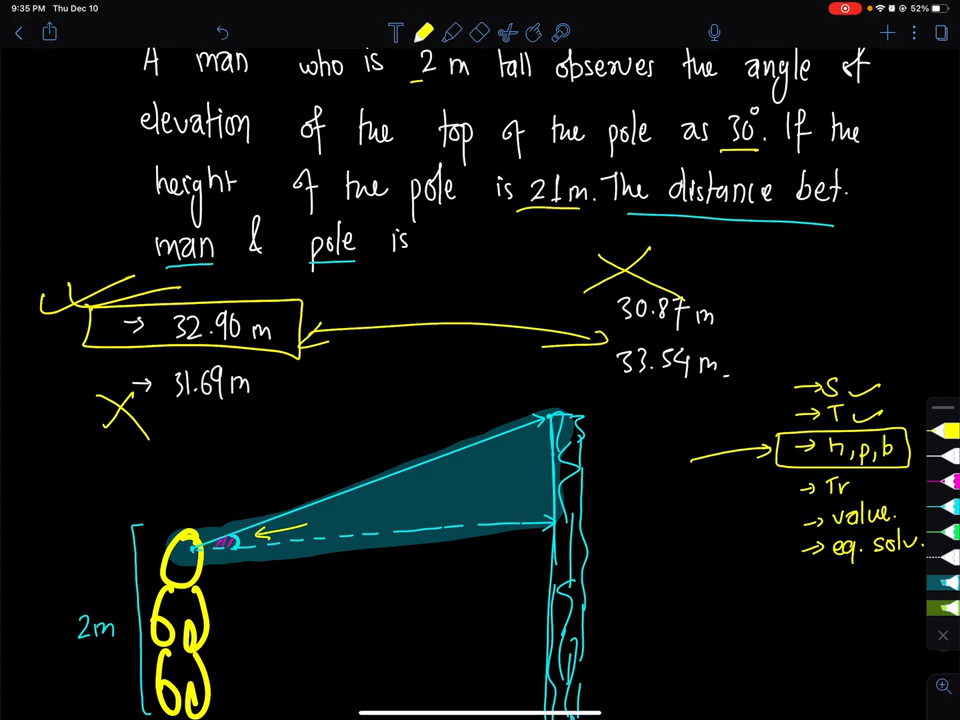 9:35 PM Thu Dec 10
52%
A man who is 2 m tall observes the angle of
elevation of the top of the pole as 30°. If the
height of the pole is 21m. The distance bet.
man & pole is
→ 32.90 m
30.87 m
→ 31.69 m
33.54 m.
→ S ✓
→ T ✓
→ h, p, b
→ Tr
→ value.
→ eq. solv.
2m